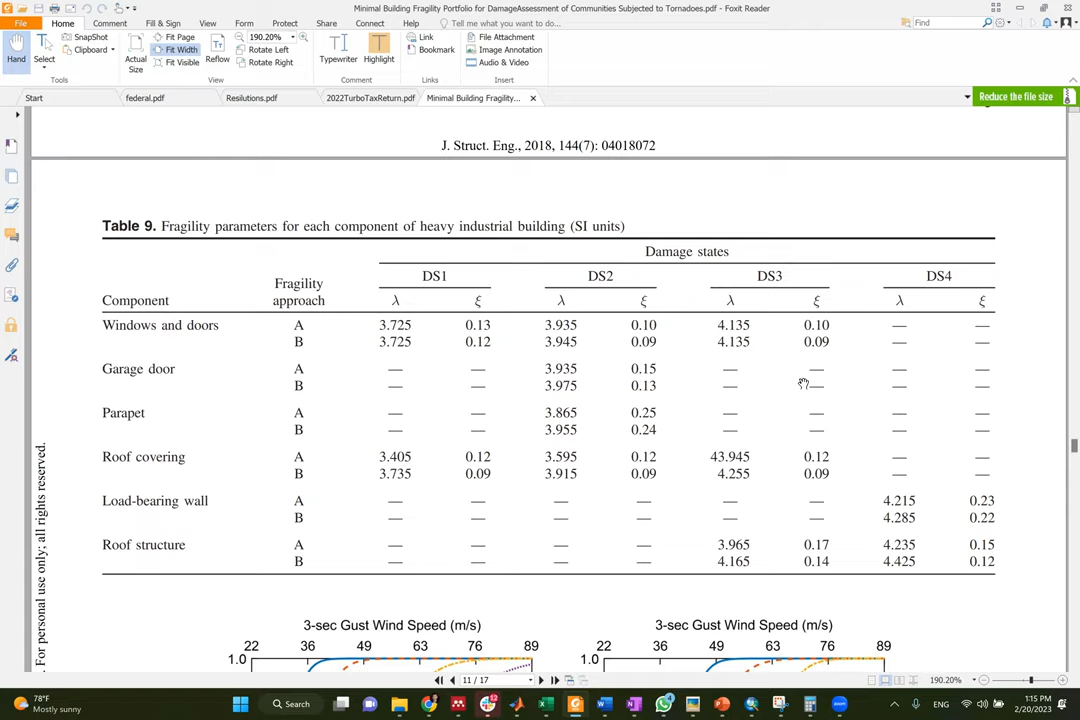 Minimal Building Fragility Portfolio for DamageAssessment of Communities Subjected to Tornadoes.pdf - Foxit Reader
File Home Comment Fill & Sign View Form Protect Share Connect Help Tell me what you want to do... Find
Hand Select SnapShot Clipboard Actual Size Fit Page Fit Width Fit Visible Reflow 190.20% Rotate Left Rotate Right Typewriter Highlight Link Bookmark File Attachment Image Annotation Audio & Video
Tools View Comment Links Insert
Start federal.pdf Resilutions.pdf 2022TurboTaxReturn.pdf Minimal Building Fragility... Reduce the file size
J. Struct. Eng., 2018, 144(7): 04018072
Table 9. Fragility parameters for each component of heavy industrial building (SI units)
Damage states
Fragility DS1 DS2 DS3 DS4
Component approach λ ξ λ ξ λ ξ λ ξ
Windows and doors A 3.725 0.13 3.935 0.10 4.135 0.10 — —
B 3.725 0.12 3.945 0.09 4.135 0.09 — —
Garage door A — — 3.935 0.15 — — — —
B — — 3.975 0.13 — — — —
Parapet A — — 3.865 0.25 — — — —
B — — 3.955 0.24 — — — —
Roof covering A 3.405 0.12 3.595 0.12 43.945 0.12 — —
B 3.735 0.09 3.915 0.09 4.255 0.09 — —
Load-bearing wall A — — — — — — 4.215 0.23
B — — — — — — 4.285 0.22
Roof structure A — — — — 3.965 0.17 4.235 0.15
B — — — — 4.165 0.14 4.425 0.12
. For personal use only; all rights reserved.
3-sec Gust Wind Speed (m/s) 3-sec Gust Wind Speed (m/s)
22 36 49 63 76 89 22 36 49 63 76 89
1.0 1.0
11 / 17 190.20%
78°F
Mostly sunny
Search
12
4
ENG
1:15 PM
2/20/2023